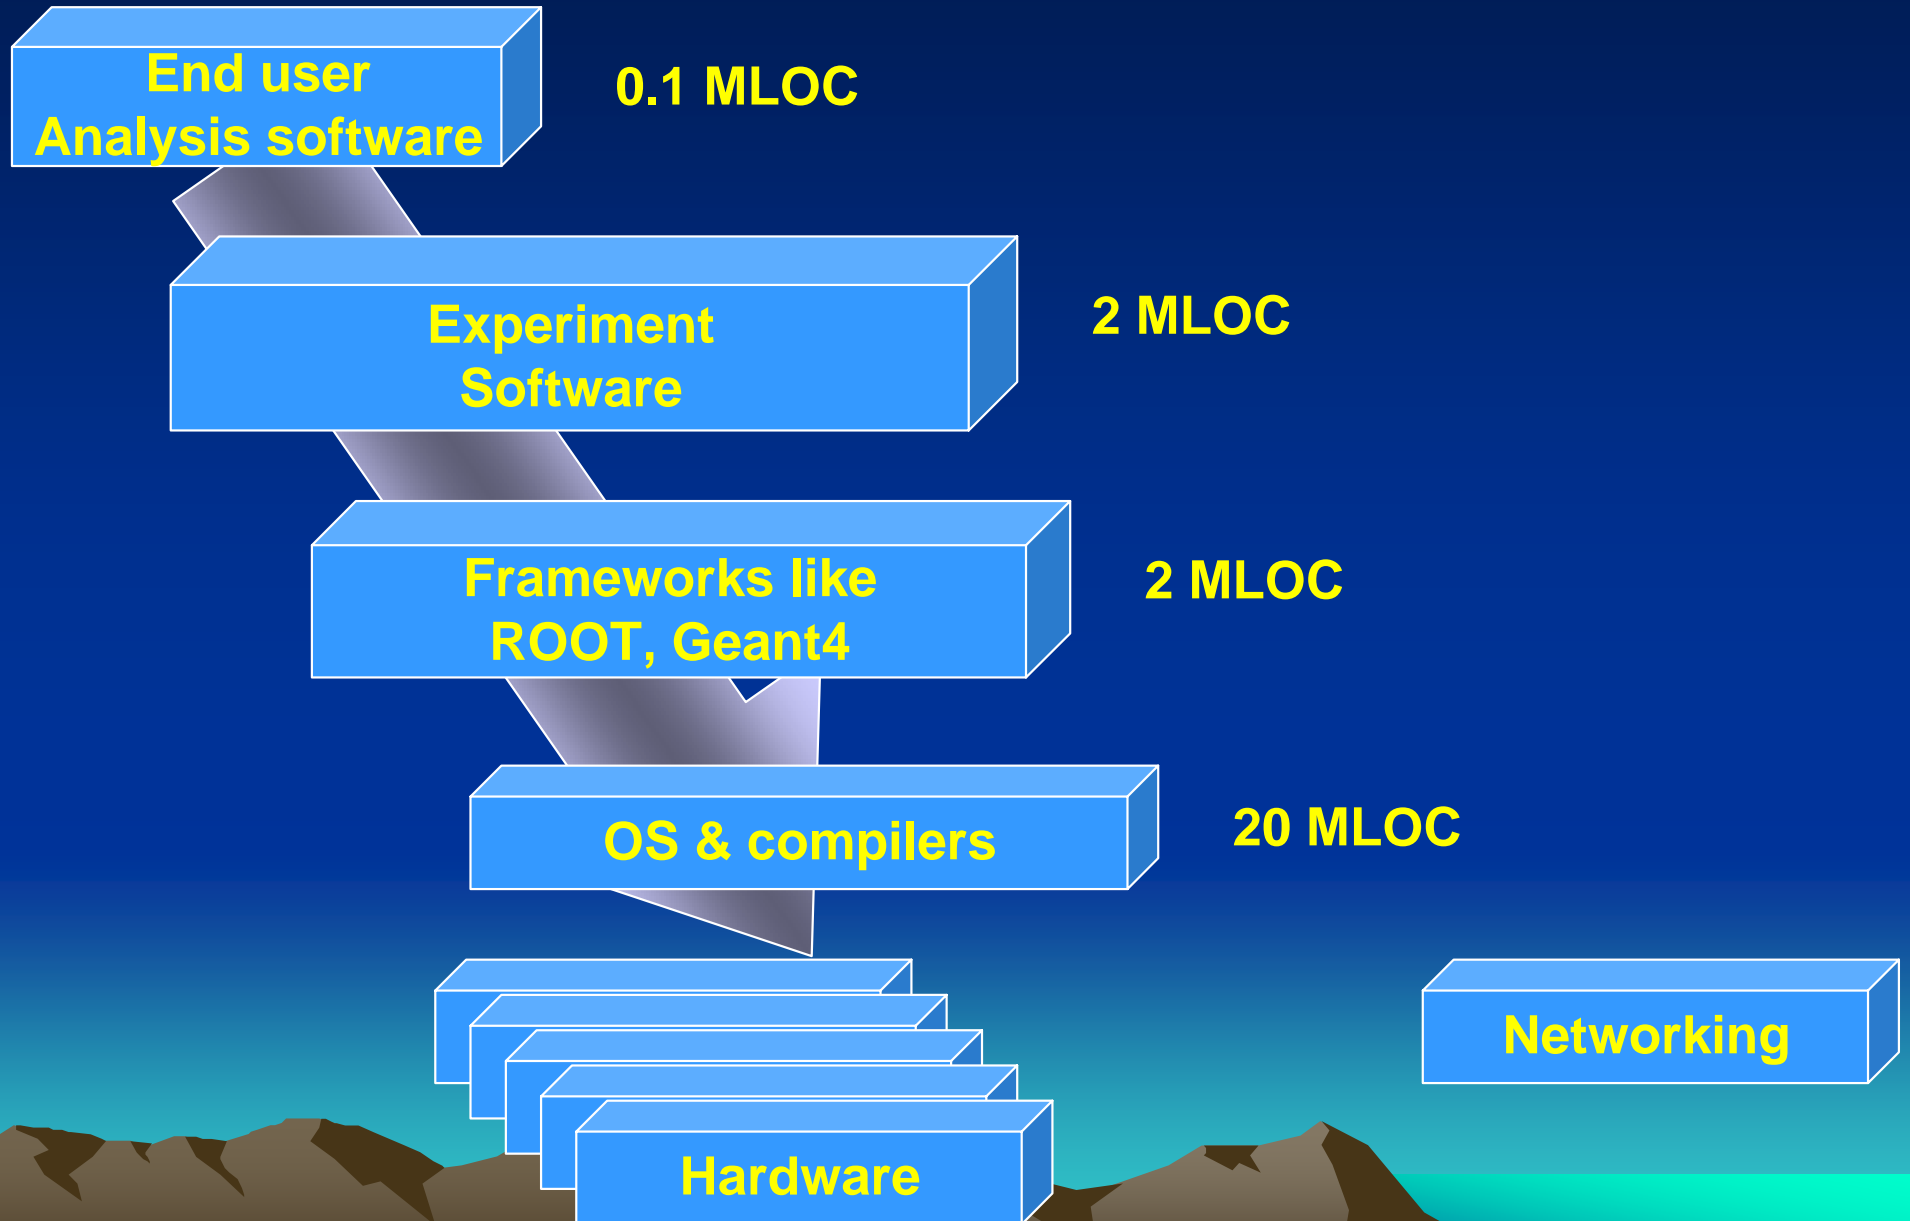 End user
Analysis software
0.1 MLOC
Experiment
Software
2 MLOC
Frameworks like
ROOT, Geant4
2 MLOC
OS & compilers
20 MLOC
Networking
Hardware